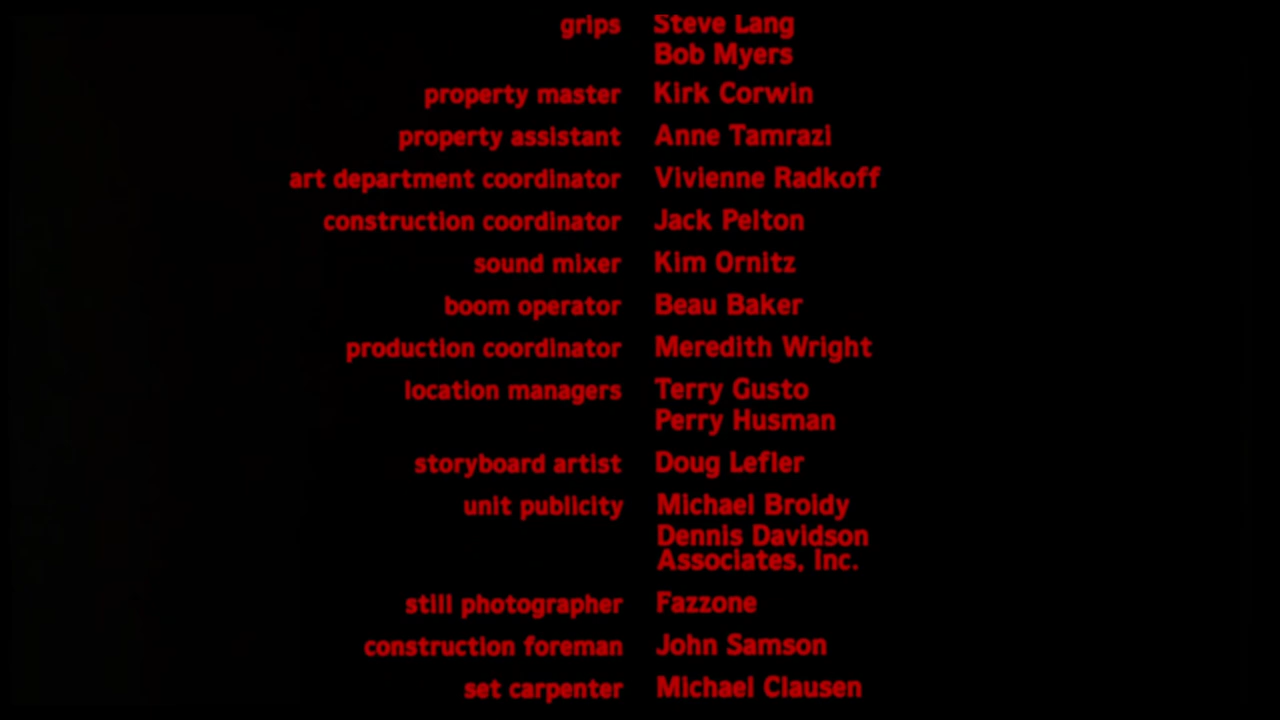 grips Steve Lang
Bob Myers
property master Kirk Corwin
property assistant Anne Tamrazi
art department coordinator Vivienne Radkoff
construction coordinator Jack Pelton
sound mixer Kim Ornitz
boom operator Beau Baker
production coordinator Meredith Wright
location managers Terry Gusto
Perry Husman
storyboard artist Doug Lefler
unit publicity Michael Broidy
Dennis Davidson
Associates, Inc.
still photographer Fazzone
construction foreman John Samson
set carpenter Michael Clausen